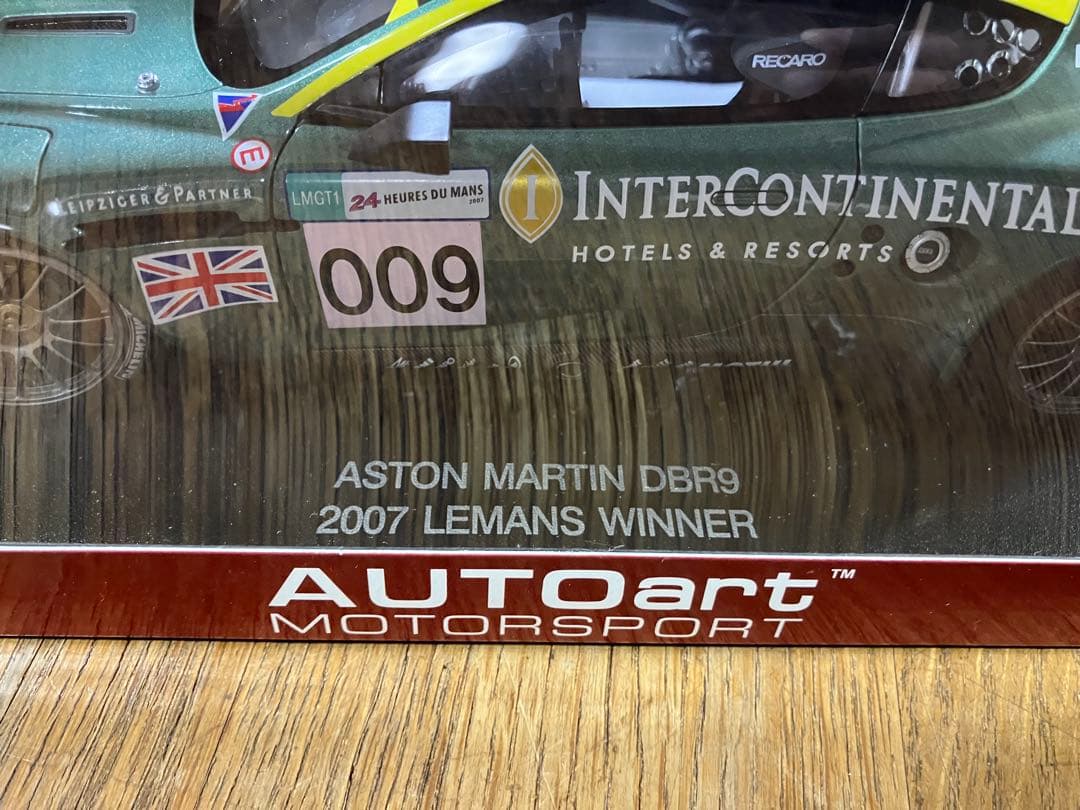 RECARO
E
LEIPZIGER & PARTNER
LMGT1 24 HEURES DU MANS
2007
009
I INTERCONTINENTAL
HOTELS & RESORTS
ASTON MARTIN DBR9
2007 LEMANS WINNER
AUTOart™
MOTORSPORT